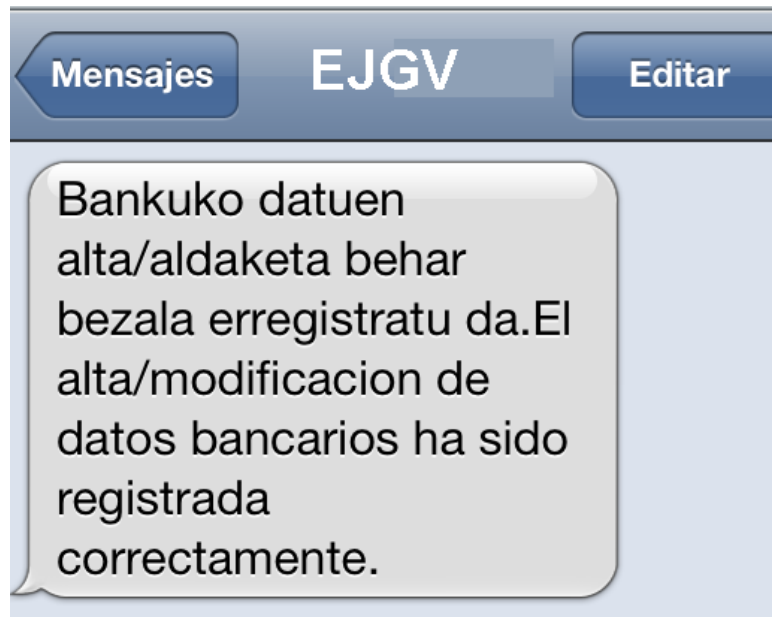 Mensajes EJGV Editar
Bankuko datuen
alta/aldaketa behar
bezala erregistratu da.El
alta/modificacion de
datos bancarios ha sido
registrada
correctamente.